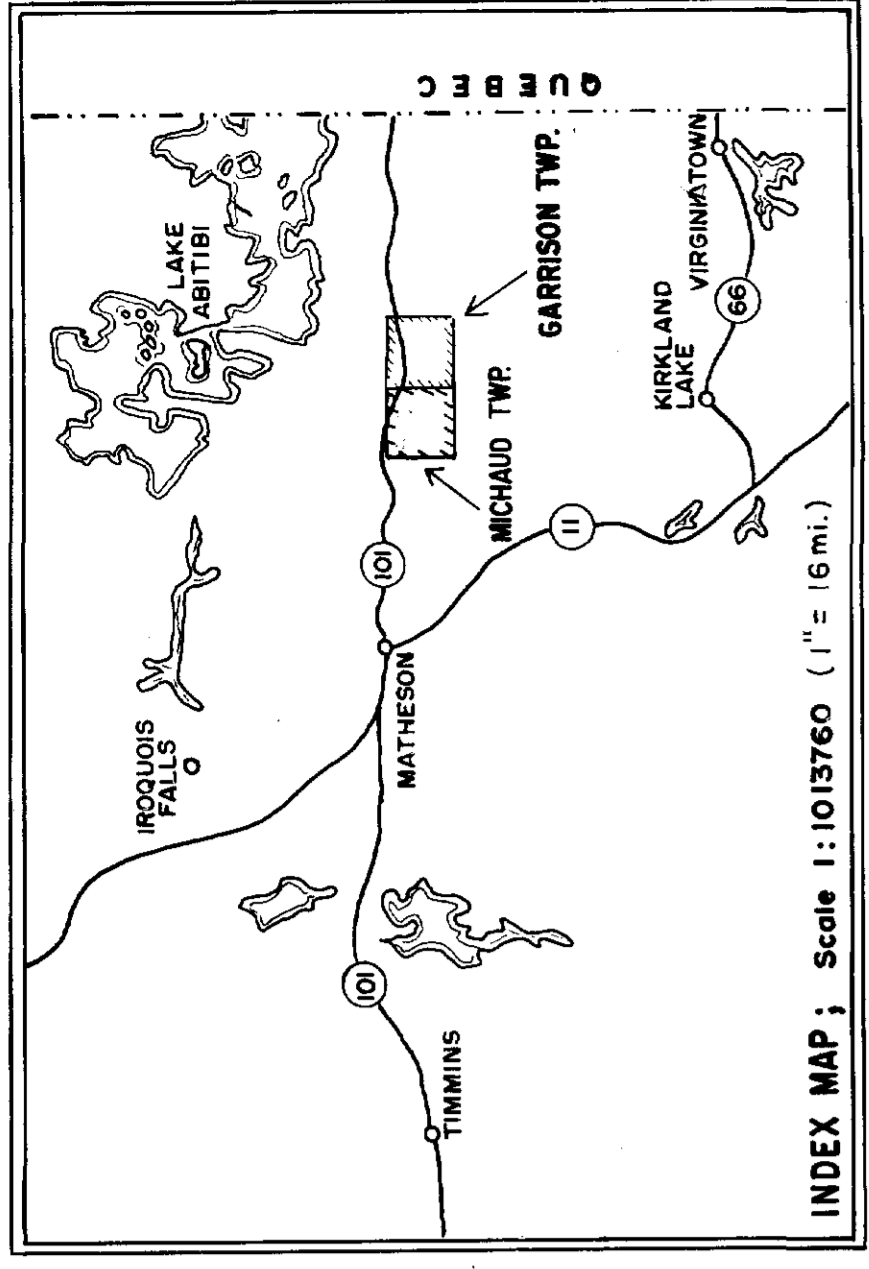 QUEBEC
LAKE
ABITIBI
IROQUOIS
FALLS
101
MATHESON
MICHAUD TWP.
GARRISON TWP.
101
TIMMINS
11
KIRKLAND
LAKE
66
VIRGINIATOWN
INDEX MAP; Scale 1:1013760 (1" = 16 mi.)